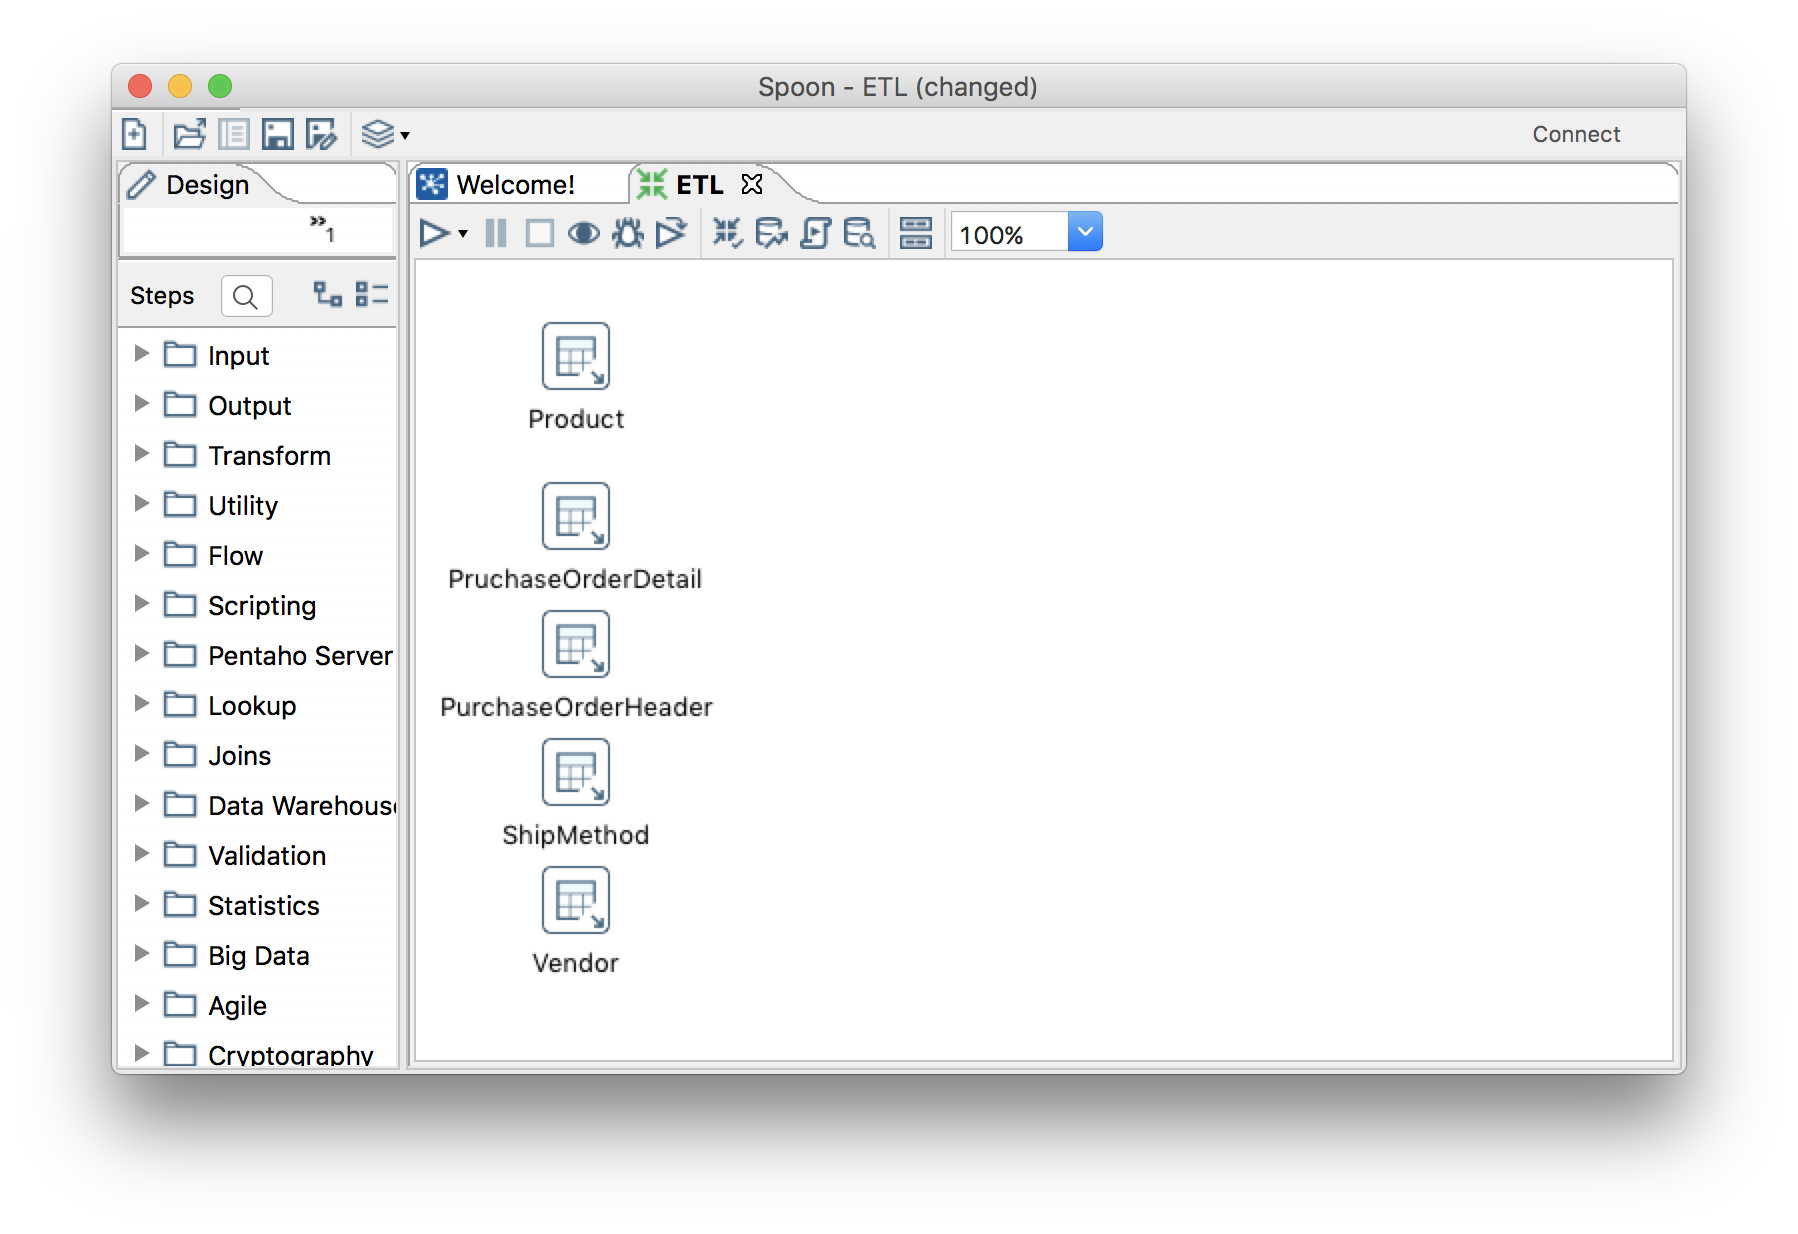 Spoon - ETL (changed)
Connect
Design
Welcome!
ETL
»1
100%
Steps
Input
Output
Transform
Utility
Flow
Scripting
Pentaho Server
Lookup
Joins
Data Warehouse
Validation
Statistics
Big Data
Agile
Cryptography
Product
PruchaseOrderDetail
PurchaseOrderHeader
ShipMethod
Vendor